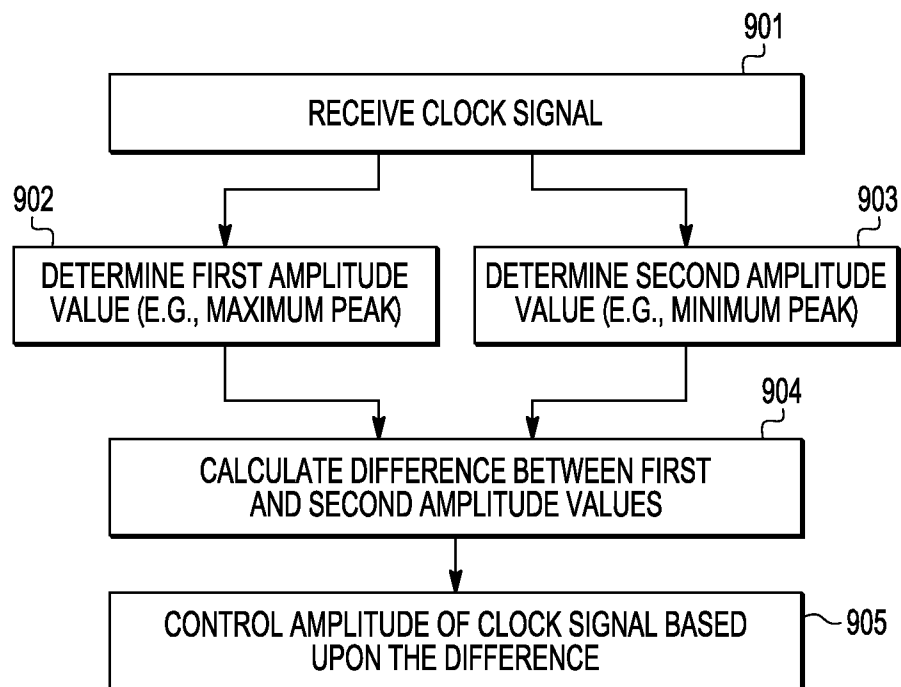 901
RECEIVE CLOCK SIGNAL
902
903
DETERMINE FIRST AMPLITUDE
VALUE (E.G., MAXIMUM PEAK)
DETERMINE SECOND AMPLITUDE
VALUE (E.G., MINIMUM PEAK)
904
CALCULATE DIFFERENCE BETWEEN FIRST
AND SECOND AMPLITUDE VALUES
CONTROL AMPLITUDE OF CLOCK SIGNAL BASED
UPON THE DIFFERENCE
905